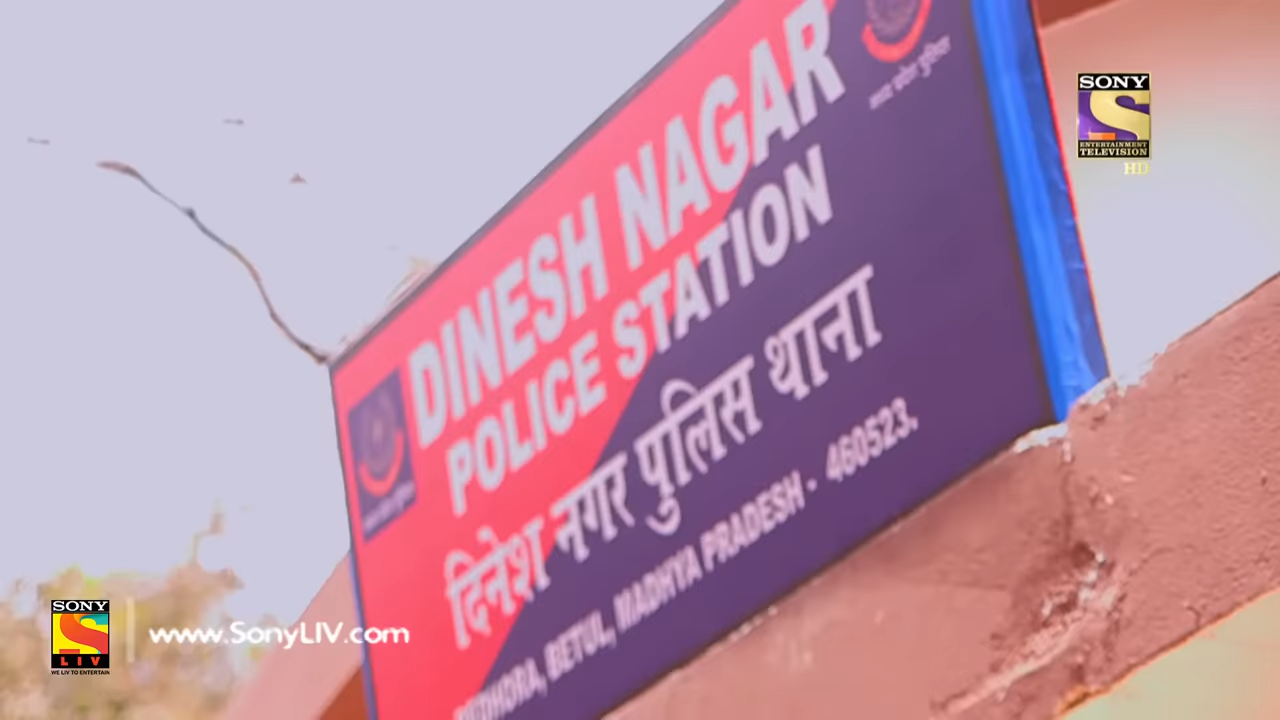 DINESH NAGAR
POLICE STATION
दिनेश नगर पुलिस थाना
BETUL, MADHYA PRADESH - 460523.
SONY
ENTERTAINMENT
TELEVISION
HD
SONY
LIV
WE LIV TO ENTERTAIN
www.SonyLIV.com